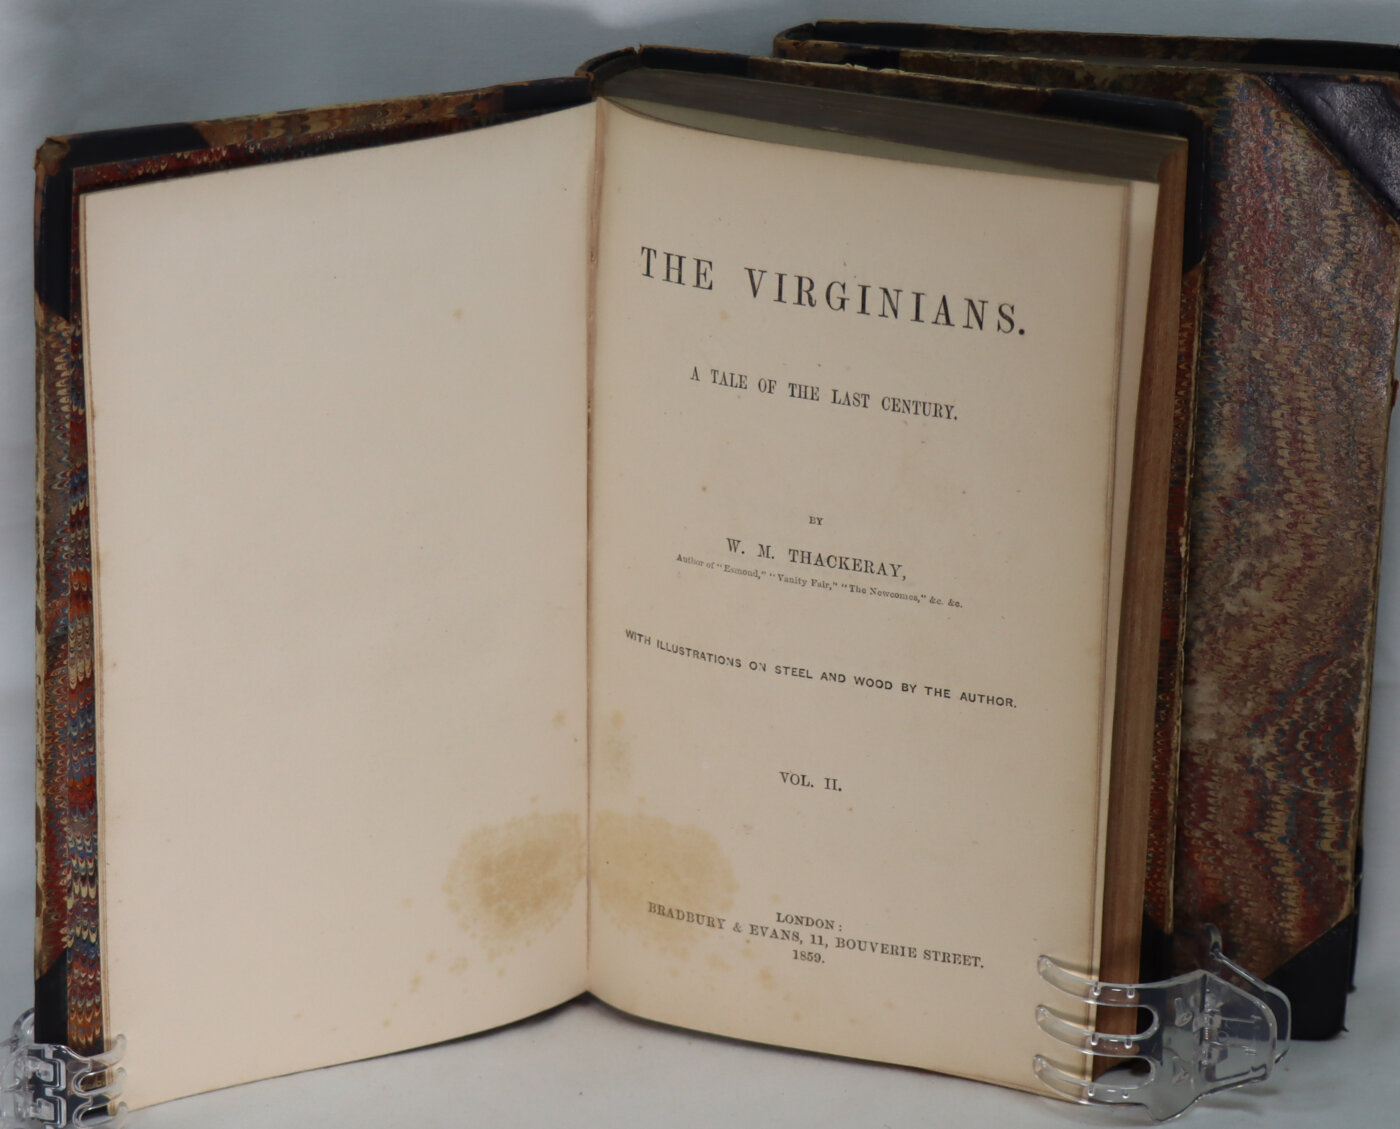 THE VIRGINIANS.
A TALE OF THE LAST CENTURY.
BY
W. M. THACKERAY,
Author of "Esmond," "Vanity Fair," "The Newcomes," &c. &c.
WITH ILLUSTRATIONS ON STEEL AND WOOD BY THE AUTHOR.
VOL. II.
LONDON:
BRADBURY & EVANS, 11, BOUVERIE STREET.
1859.